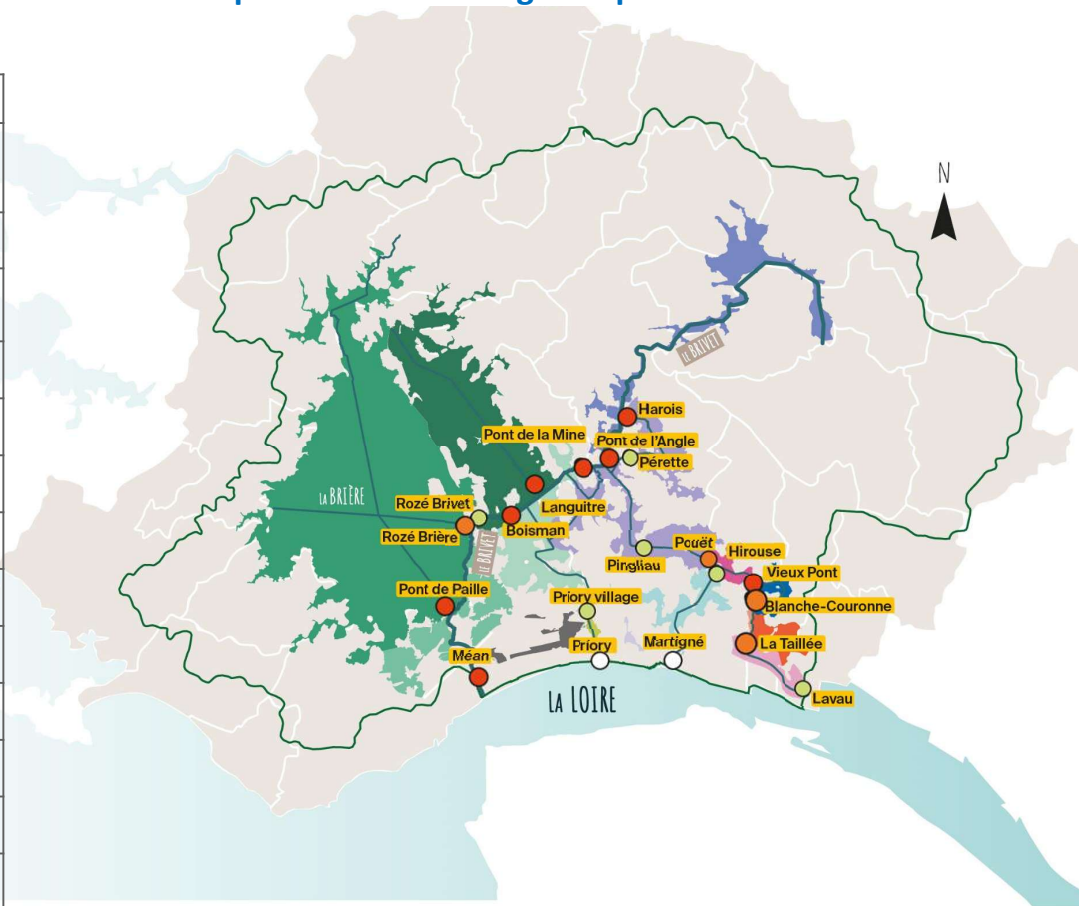 N
LE BRIVET
Harois
Pont de la Mine
Pont de l'Angle
Pérette
LA BRIÈRE
Rozé Brivet
Languitre
Rozé Brière
Boisman
LE BRIVET
Pouët
Hirouse
Pingliau
Vieux Pont
Pont de Paille
Priory village
Blanche-Couronne
Méan
Priory
Martigné
La Taillée
LA LOIRE
Lavau